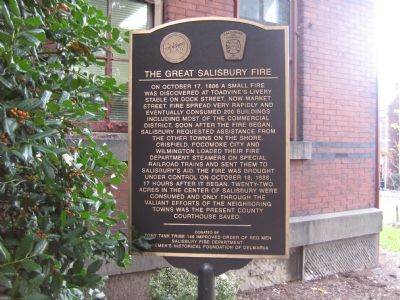 THE GREAT SALISBURY FIRE
ON OCTOBER 17, 1886 A SMALL FIRE
WAS DISCOVERED AT TOADVINE'S LIVERY
STABLE ON DOCK STREET, NOW MARKET
STREET. FIRE SPREAD VERY RAPIDLY AND
EVENTUALLY CONSUMED 200 BUILDINGS
INCLUDING MOST OF THE COMMERCIAL
DISTRICT. SOON AFTER THE FIRE BEGAN,
SALISBURY REQUESTED ASSISTANCE FROM
THE OTHER TOWNS ON THE SHORE.
CRISFIELD, POCOMOKE CITY AND
WILMINGTON LOADED THEIR FIRE
DEPARTMENT STEAMERS ON SPECIAL
RAILROAD TRAINS AND SENT THEM TO
SALISBURY'S AID. THE FIRE WAS BROUGHT
UNDER CONTROL ON OCTOBER 18, 1886,
17 HOURS AFTER IT BEGAN. TWENTY-TWO
ACRES IN THE CENTER OF SALISBURY WERE
CONSUMED AND ONLY THROUGH THE
VALIANT EFFORTS OF THE NEIGHBORING
TOWNS WAS THE PRESENT COUNTY
COURTHOUSE SAVED.
DONATED BY
TONY TANK TRIBE 149 IMPROVED ORDER OF RED MEN
SALISBURY FIRE DEPARTMENT
EMEN'S HISTORICAL FOUNDATION OF DELMARVA